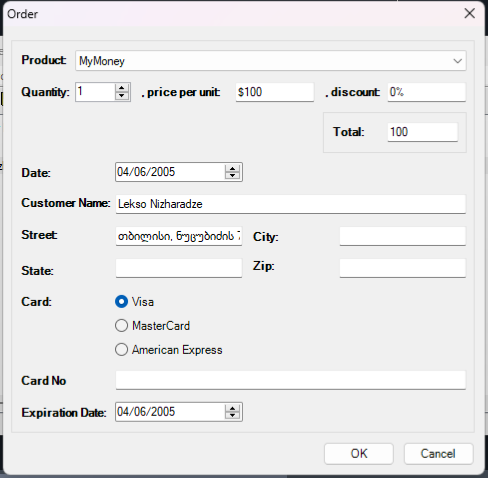 Order
Product: MyMoney
Quantity: 1 , price per unit: $100 , discount: 0%
Total: 100
Date: 04/06/2005
Customer Name: Lekso Nizharadze
Street: თბილისი, ნუცუბიძის City:
State: Zip:
Card: Visa
MasterCard
American Express
Card No
Expiration Date: 04/06/2005
OK Cancel